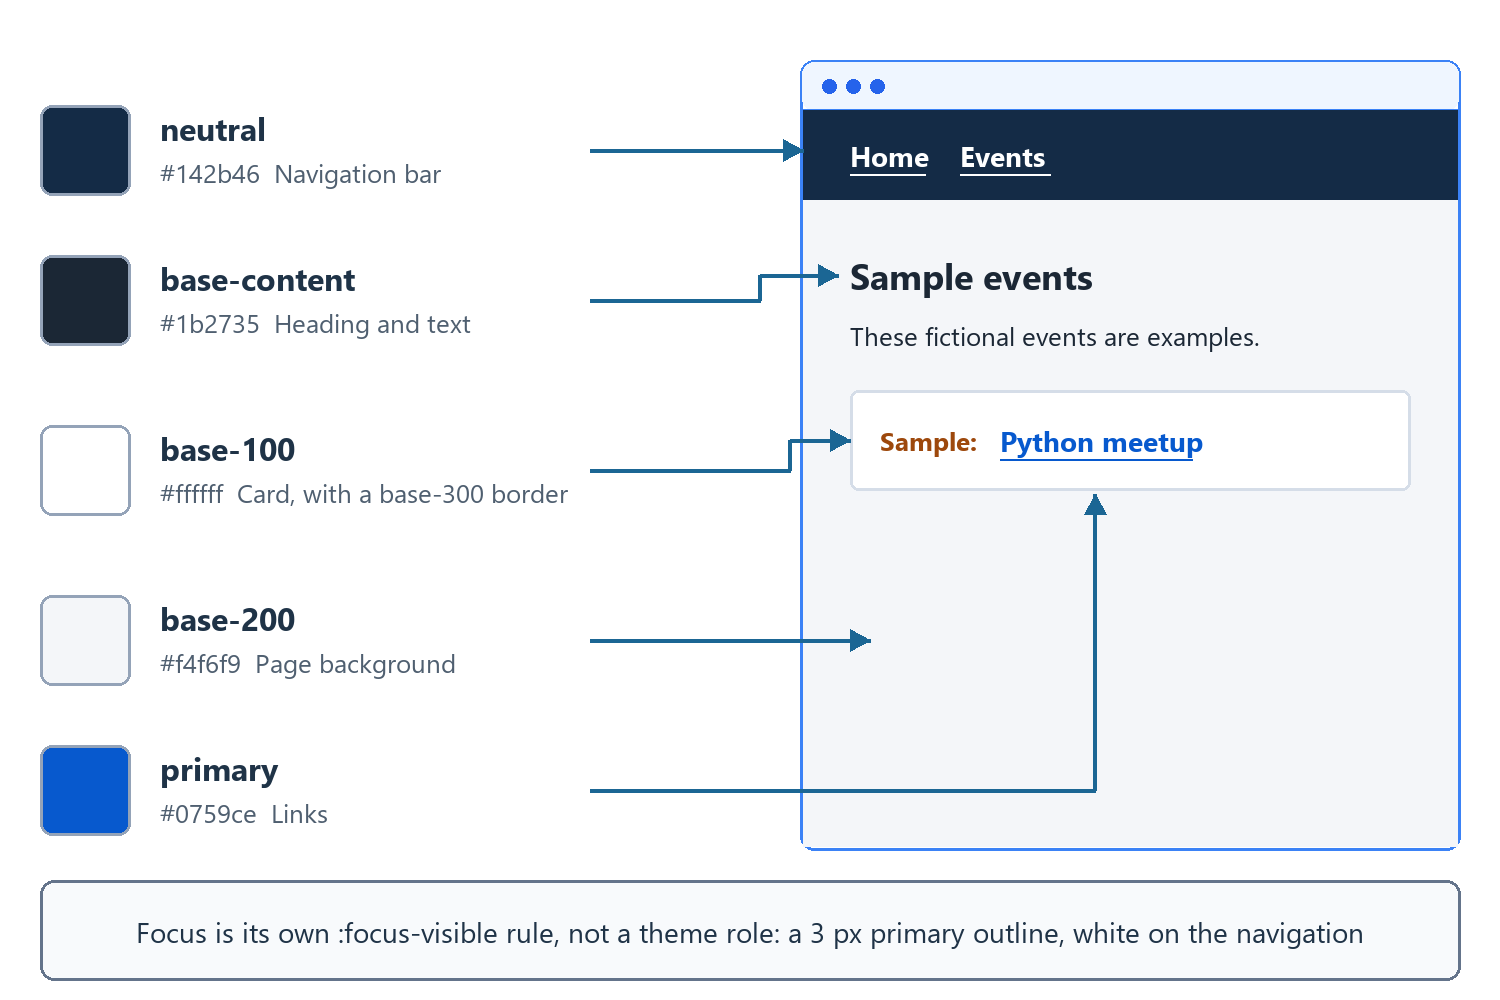 neutral
#142b46  Navigation bar
base-content
#1b2735  Heading and text
base-100
#ffffff  Card, with a base-300 border
base-200
#f4f6f9  Page background
primary
#0759ce  Links
Home  Events
Sample events
These fictional events are examples.
Sample:  Python meetup
Focus is its own :focus-visible rule, not a theme role: a 3 px primary outline, white on the navigation